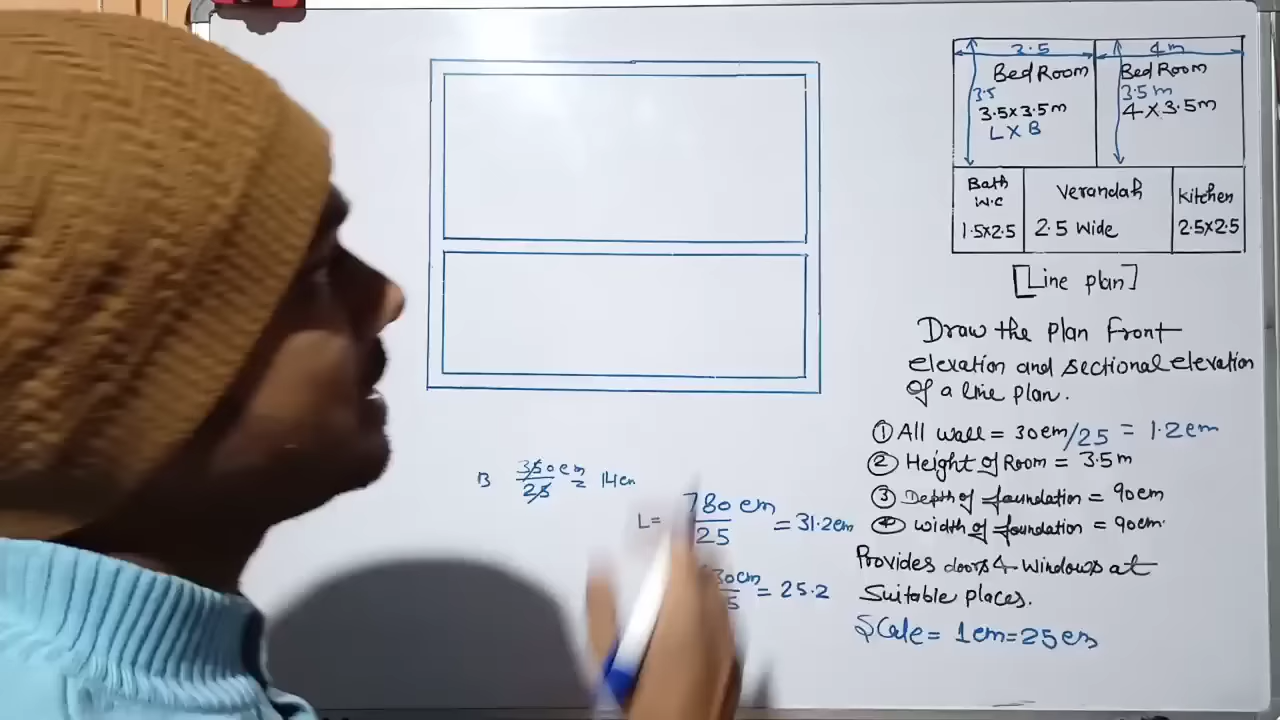 3.5
4m
Bed Room
3.5
3.5x3.5m
L x B
Bed Room
3.5m
4x3.5m
Bath
W.C
1.5x2.5
Verandah
2.5 Wide
Kitchen
2.5x2.5
[Line plan]
Draw the plan Front
elevation and sectional elevation
of a line plan.
① All wall = 30cm/25 = 1.2cm
② Height of Room = 3.5m
③ Depth of foundation = 90cm
④ Width of foundation = 90cm.
Provides doors & windows at
Suitable places.
Scale = 1cm=25cm
B 350cm/25 = 14cm
L= 780cm/25 = 31.2cm
30cm/5 = 25.2